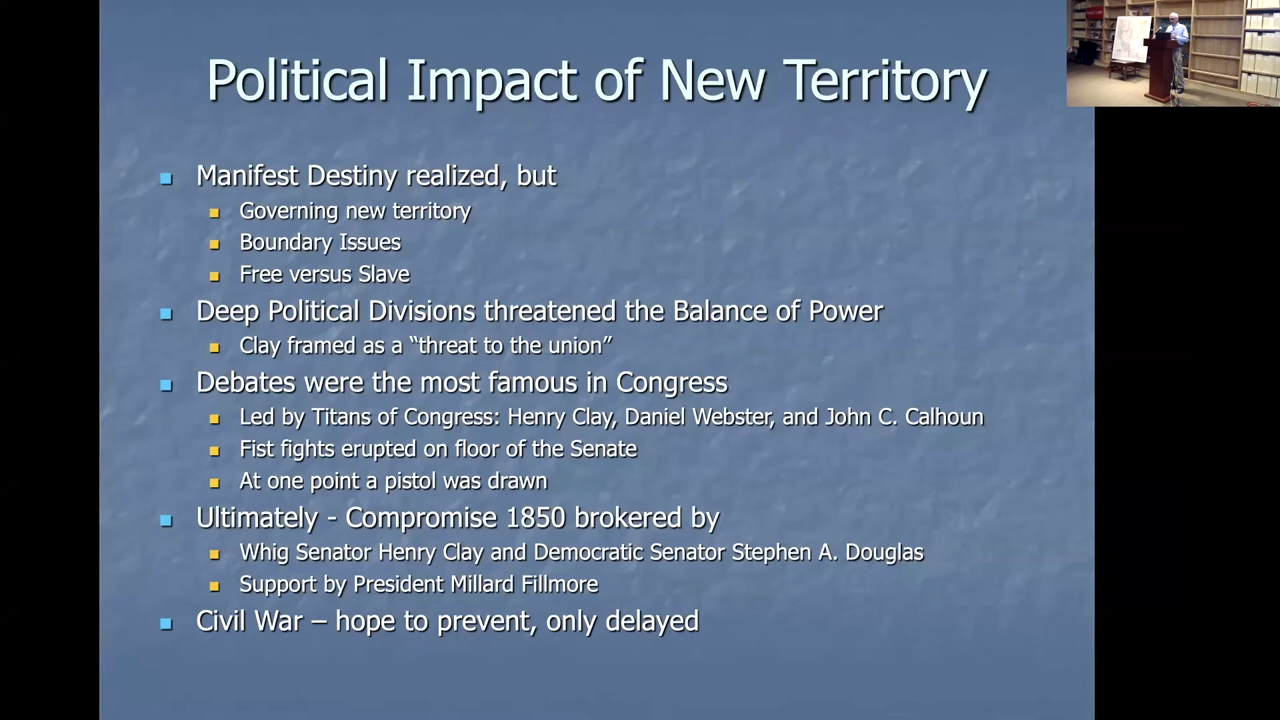 Political Impact of New Territory
Manifest Destiny realized, but
Governing new territory
Boundary Issues
Free versus Slave
Deep Political Divisions threatened the Balance of Power
Clay framed as a “threat to the union”
Debates were the most famous in Congress
Led by Titans of Congress: Henry Clay, Daniel Webster, and John C. Calhoun
Fist fights erupted on floor of the Senate
At one point a pistol was drawn
Ultimately - Compromise 1850 brokered by
Whig Senator Henry Clay and Democratic Senator Stephen A. Douglas
Support by President Millard Fillmore
Civil War – hope to prevent, only delayed